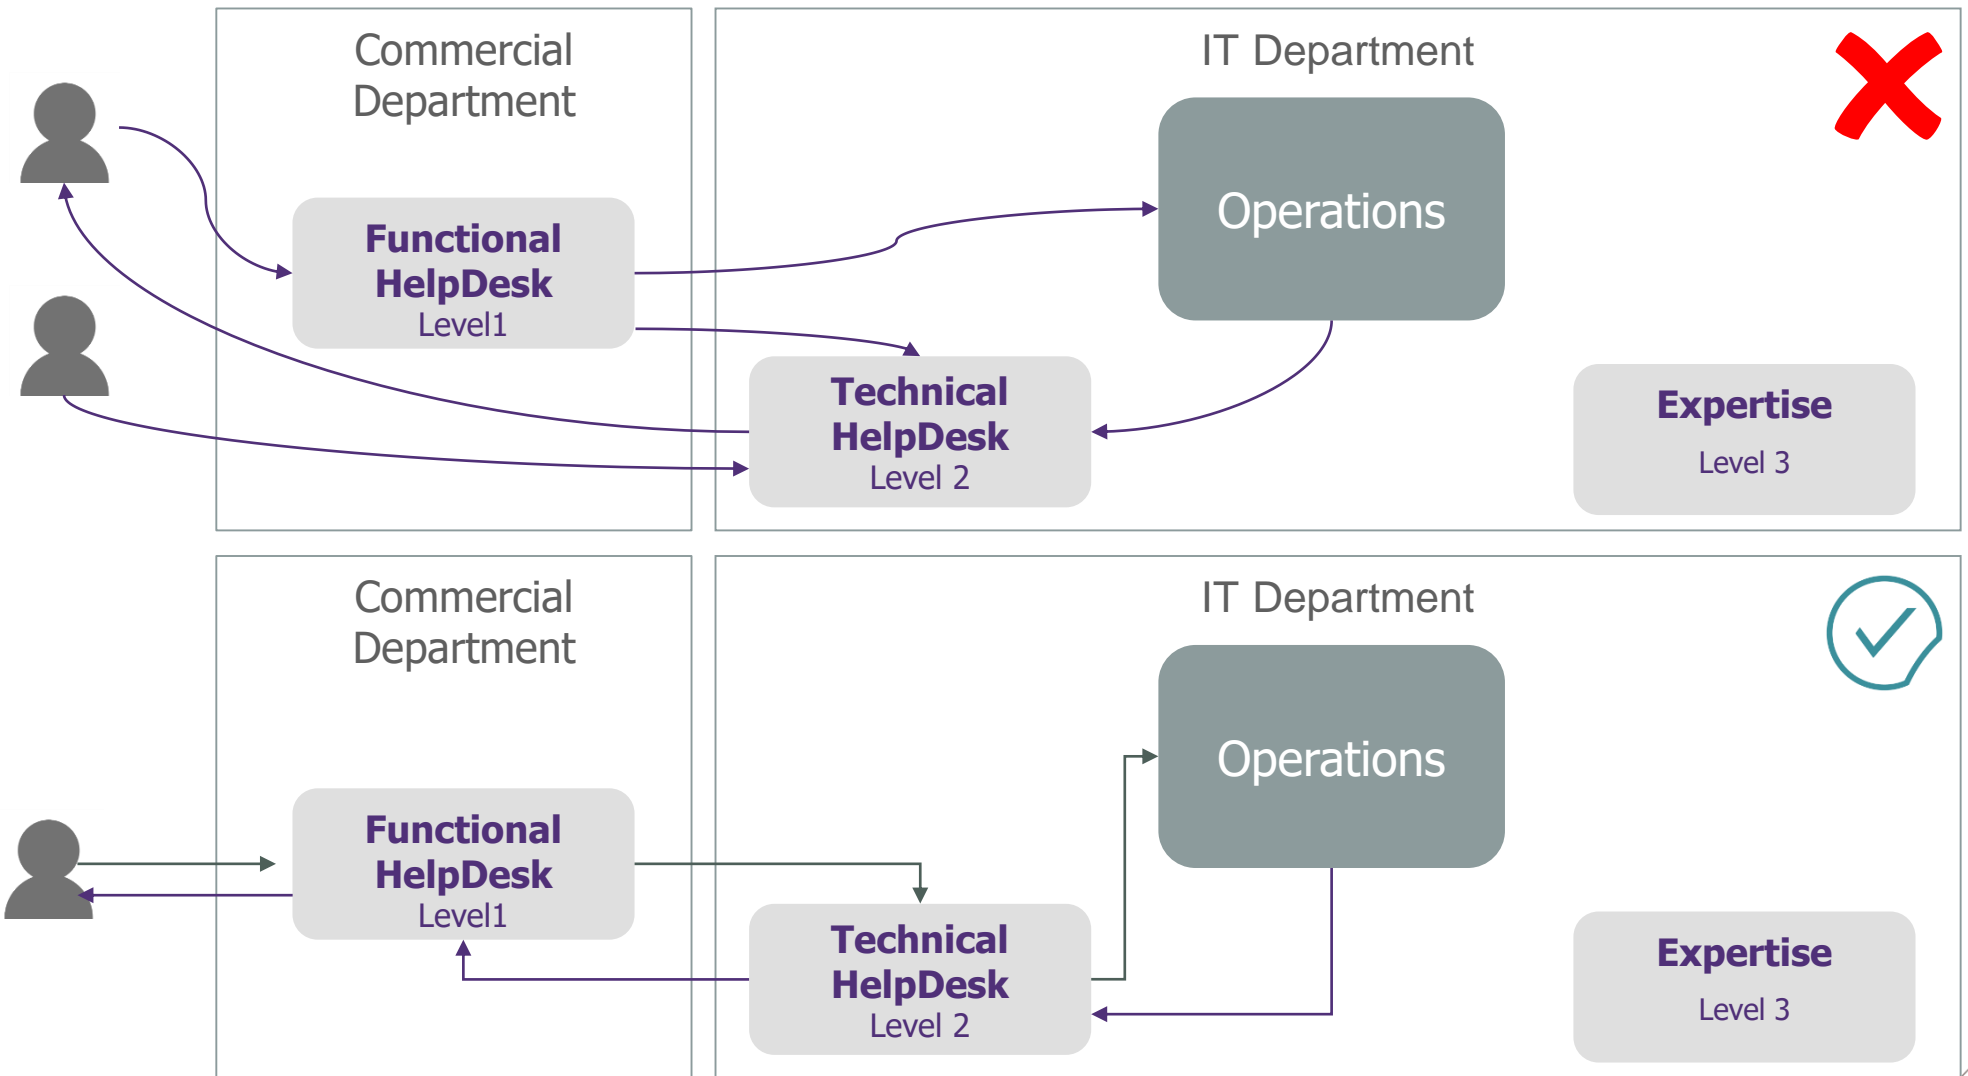 Commercial
Department
IT Department
Operations
Functional
HelpDesk
Level1
Technical
HelpDesk
Level 2
Expertise
Level 3
Commercial
Department
IT Department
Operations
Functional
HelpDesk
Level1
Technical
HelpDesk
Level 2
Expertise
Level 3